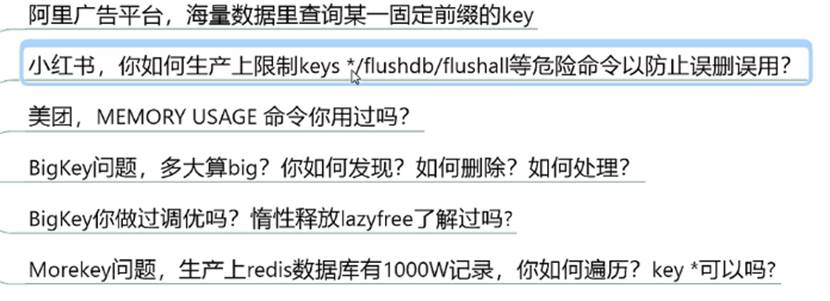 阿里广告平台，海量数据里查询某一固定前缀的key
小红书，你如何生产上限制keys */flushdb/flushall等危险命令以防止误删误用？
美团，MEMORY USAGE 命令你用过吗？
BigKey问题，多大算big？你如何发现？如何删除？如何处理？
BigKey你做过调优吗？惰性释放lazyfree了解过吗？
Morekey问题，生产上redis数据库有1000W记录，你如何遍历？key *可以吗？